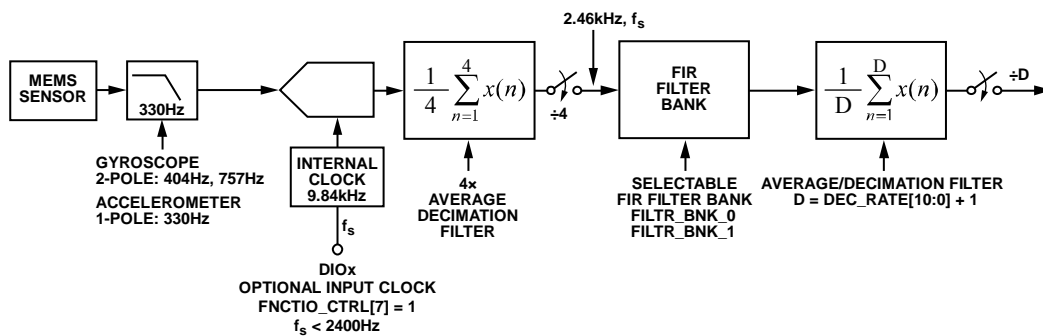 2.46kHz, fs
MEMS
SENSOR
330Hz
1/4 4 ∑ n=1 x(n)
÷4
FIR
FILTER
BANK
1/D D ∑ n=1 x(n)
÷D
GYROSCOPE
2-POLE: 404Hz, 757Hz
ACCELEROMETER
1-POLE: 330Hz
INTERNAL
CLOCK
9.84kHz
fs
DIOx
OPTIONAL INPUT CLOCK
FNCTIO_CTRL[7] = 1
fs < 2400Hz
4×
AVERAGE
DECIMATION
FILTER
SELECTABLE
FIR FILTER BANK
FILTR_BNK_0
FILTR_BNK_1
AVERAGE/DECIMATION FILTER
D = DEC_RATE[10:0] + 1